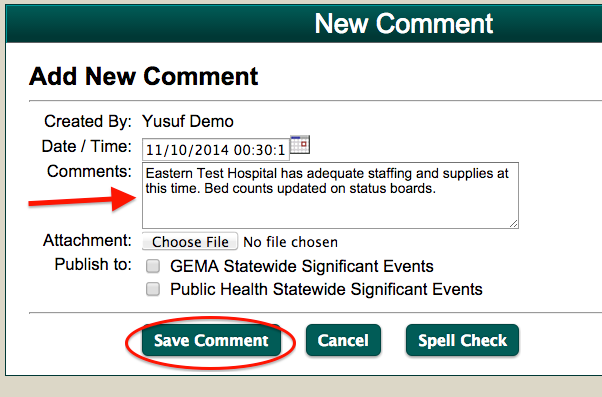 New Comment
Add New Comment
Created By: Yusuf Demo
Date / Time: 11/10/2014 00:30:1
Comments: Eastern Test Hospital has adequate staffing and supplies at
this time. Bed counts updated on status boards.
Attachment: Choose File No file chosen
Publish to: GEMA Statewide Significant Events
Public Health Statewide Significant Events
Save Comment Cancel Spell Check